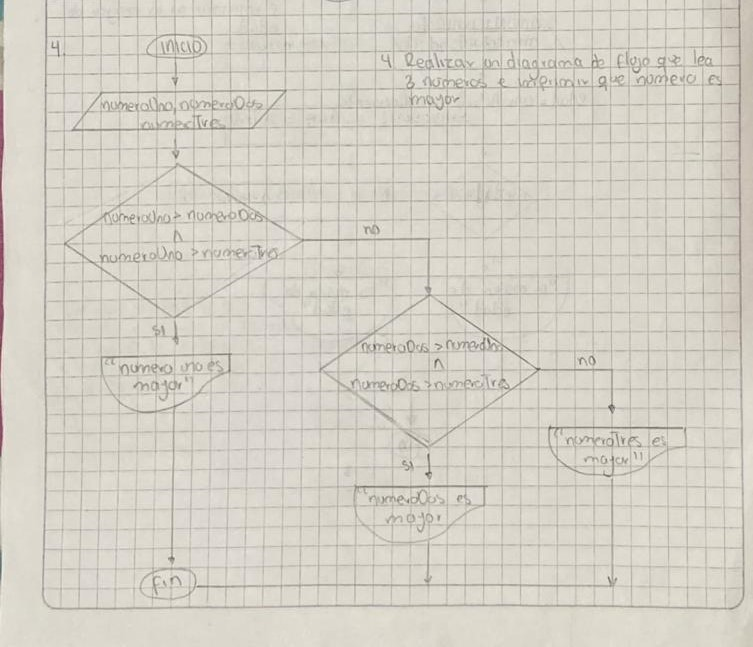 4.
inicio
4 Realizar un diagrama de flujo que lea
3 numeros e imprimir que numero es
mayor
numeroUno, numeroDos
numeroTres
numeroUno > numeroDos
∧
numeroUno > numeroTres
no
si
"numero uno es
mayor"
numeroDos > numeroUno
∧
numeroDos > numeroTres
no
si
"numeroTres es
mayor"
"numeroDos es
mayor
fin